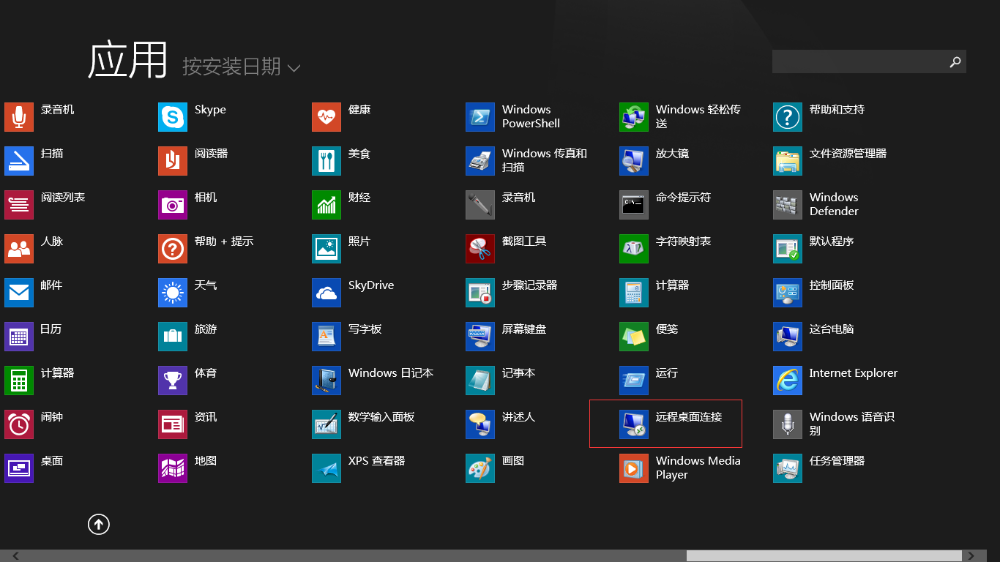 应用 按安装日期
录音机
扫描
阅读列表
人脉
邮件
日历
计算器
闹钟
桌面
Skype
阅读器
相机
帮助 + 提示
天气
旅游
体育
资讯
地图
健康
美食
财经
照片
SkyDrive
写字板
Windows 日记本
数学输入面板
XPS 查看器
Windows
PowerShell
Windows 传真和
扫描
录音机
截图工具
步骤记录器
屏幕键盘
记事本
讲述人
画图
Windows 轻松传
送
放大镜
命令提示符
字符映射表
计算器
便笺
运行
远程桌面连接
Windows Media
Player
帮助和支持
文件资源管理器
Windows
Defender
默认程序
控制面板
这台电脑
Internet Explorer
Windows 语音识
别
任务管理器